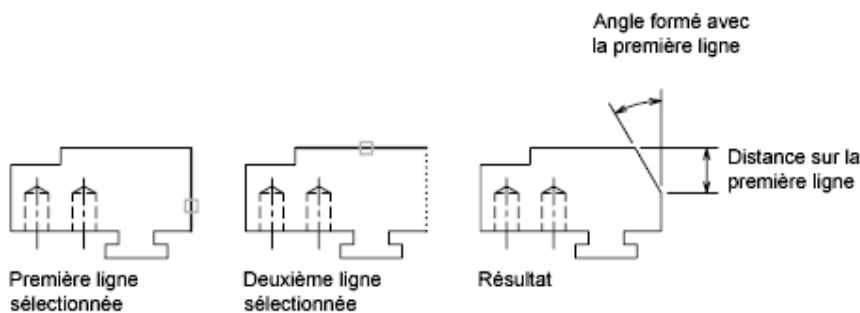 Angle formé avec
la première ligne
Distance sur la
première ligne
Première ligne
sélectionnée
Deuxième ligne
sélectionnée
Résultat